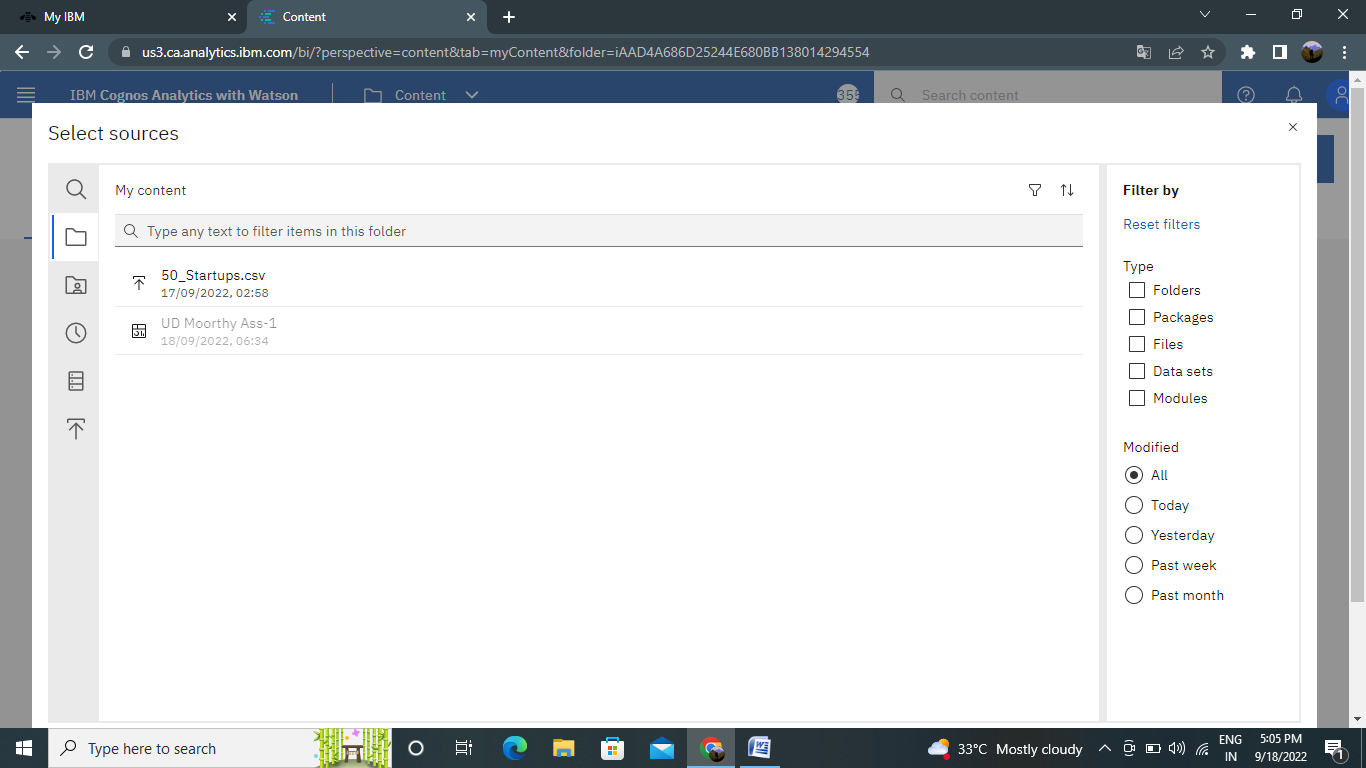 My IBM
Content
us3.ca.analytics.ibm.com/bi/?perspective=content&tab=myContent&folder=iAAD4A686D25244E680BB138014294554
IBM Cognos Analytics with Watson
Content
355
Search content
Select sources
My content
Type any text to filter items in this folder
50_Startups.csv
17/09/2022, 02:58
UD Moorthy Ass-1
18/09/2022, 06:34
Filter by
Reset filters
Type
Folders
Packages
Files
Data sets
Modules
Modified
All
Today
Yesterday
Past week
Past month
Type here to search
33°C Mostly cloudy
ENG
IN
5:05 PM
9/18/2022
1